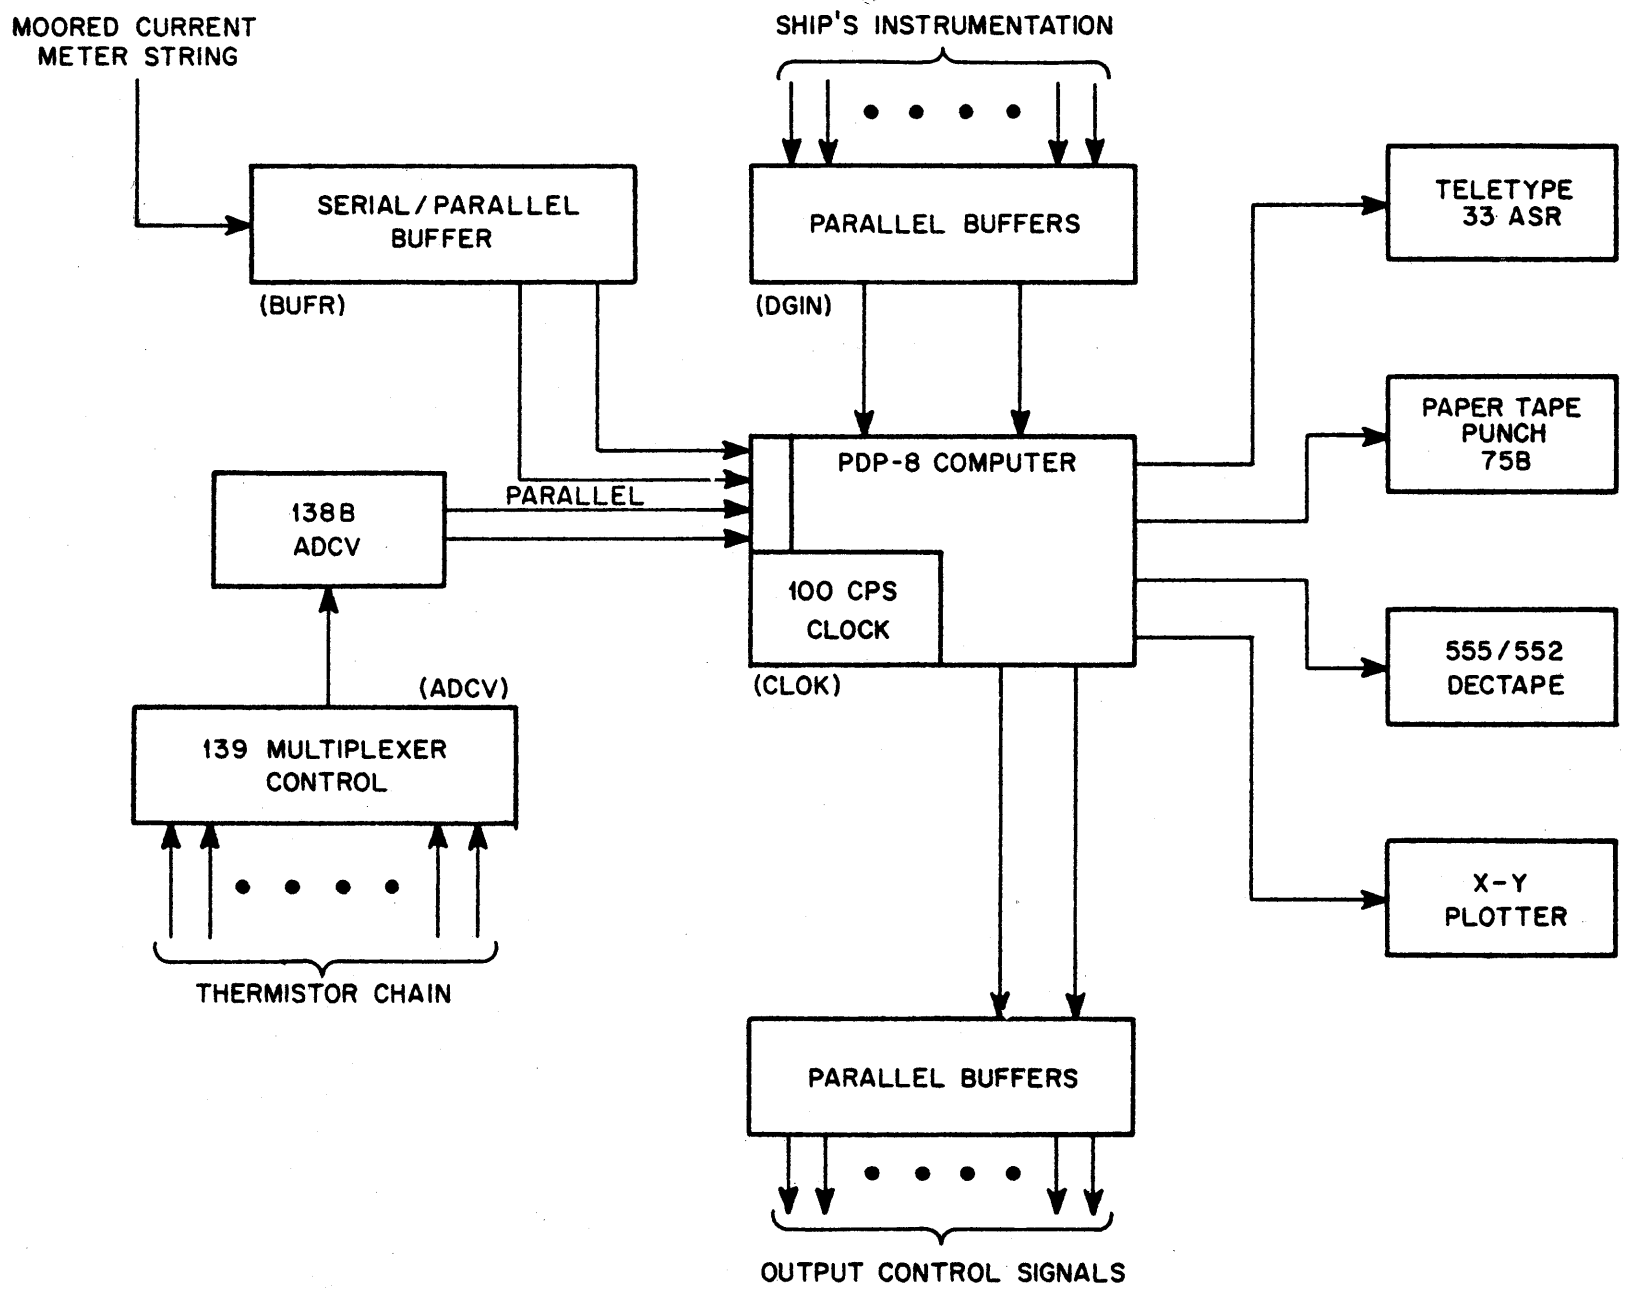 MOORED CURRENT
METER STRING
SHIP'S INSTRUMENTATION
SERIAL/PARALLEL
BUFFER
(BUFR)
PARALLEL BUFFERS
(DGIN)
TELETYPE
33 ASR
PAPER TAPE
PUNCH
75B
PDP-8 COMPUTER
PARALLEL
138B
ADCV
100 CPS
CLOCK
(CLOK)
555/552
DECTAPE
(ADCV)
139 MULTIPLEXER
CONTROL
THERMISTOR CHAIN
X-Y
PLOTTER
PARALLEL BUFFERS
OUTPUT CONTROL SIGNALS